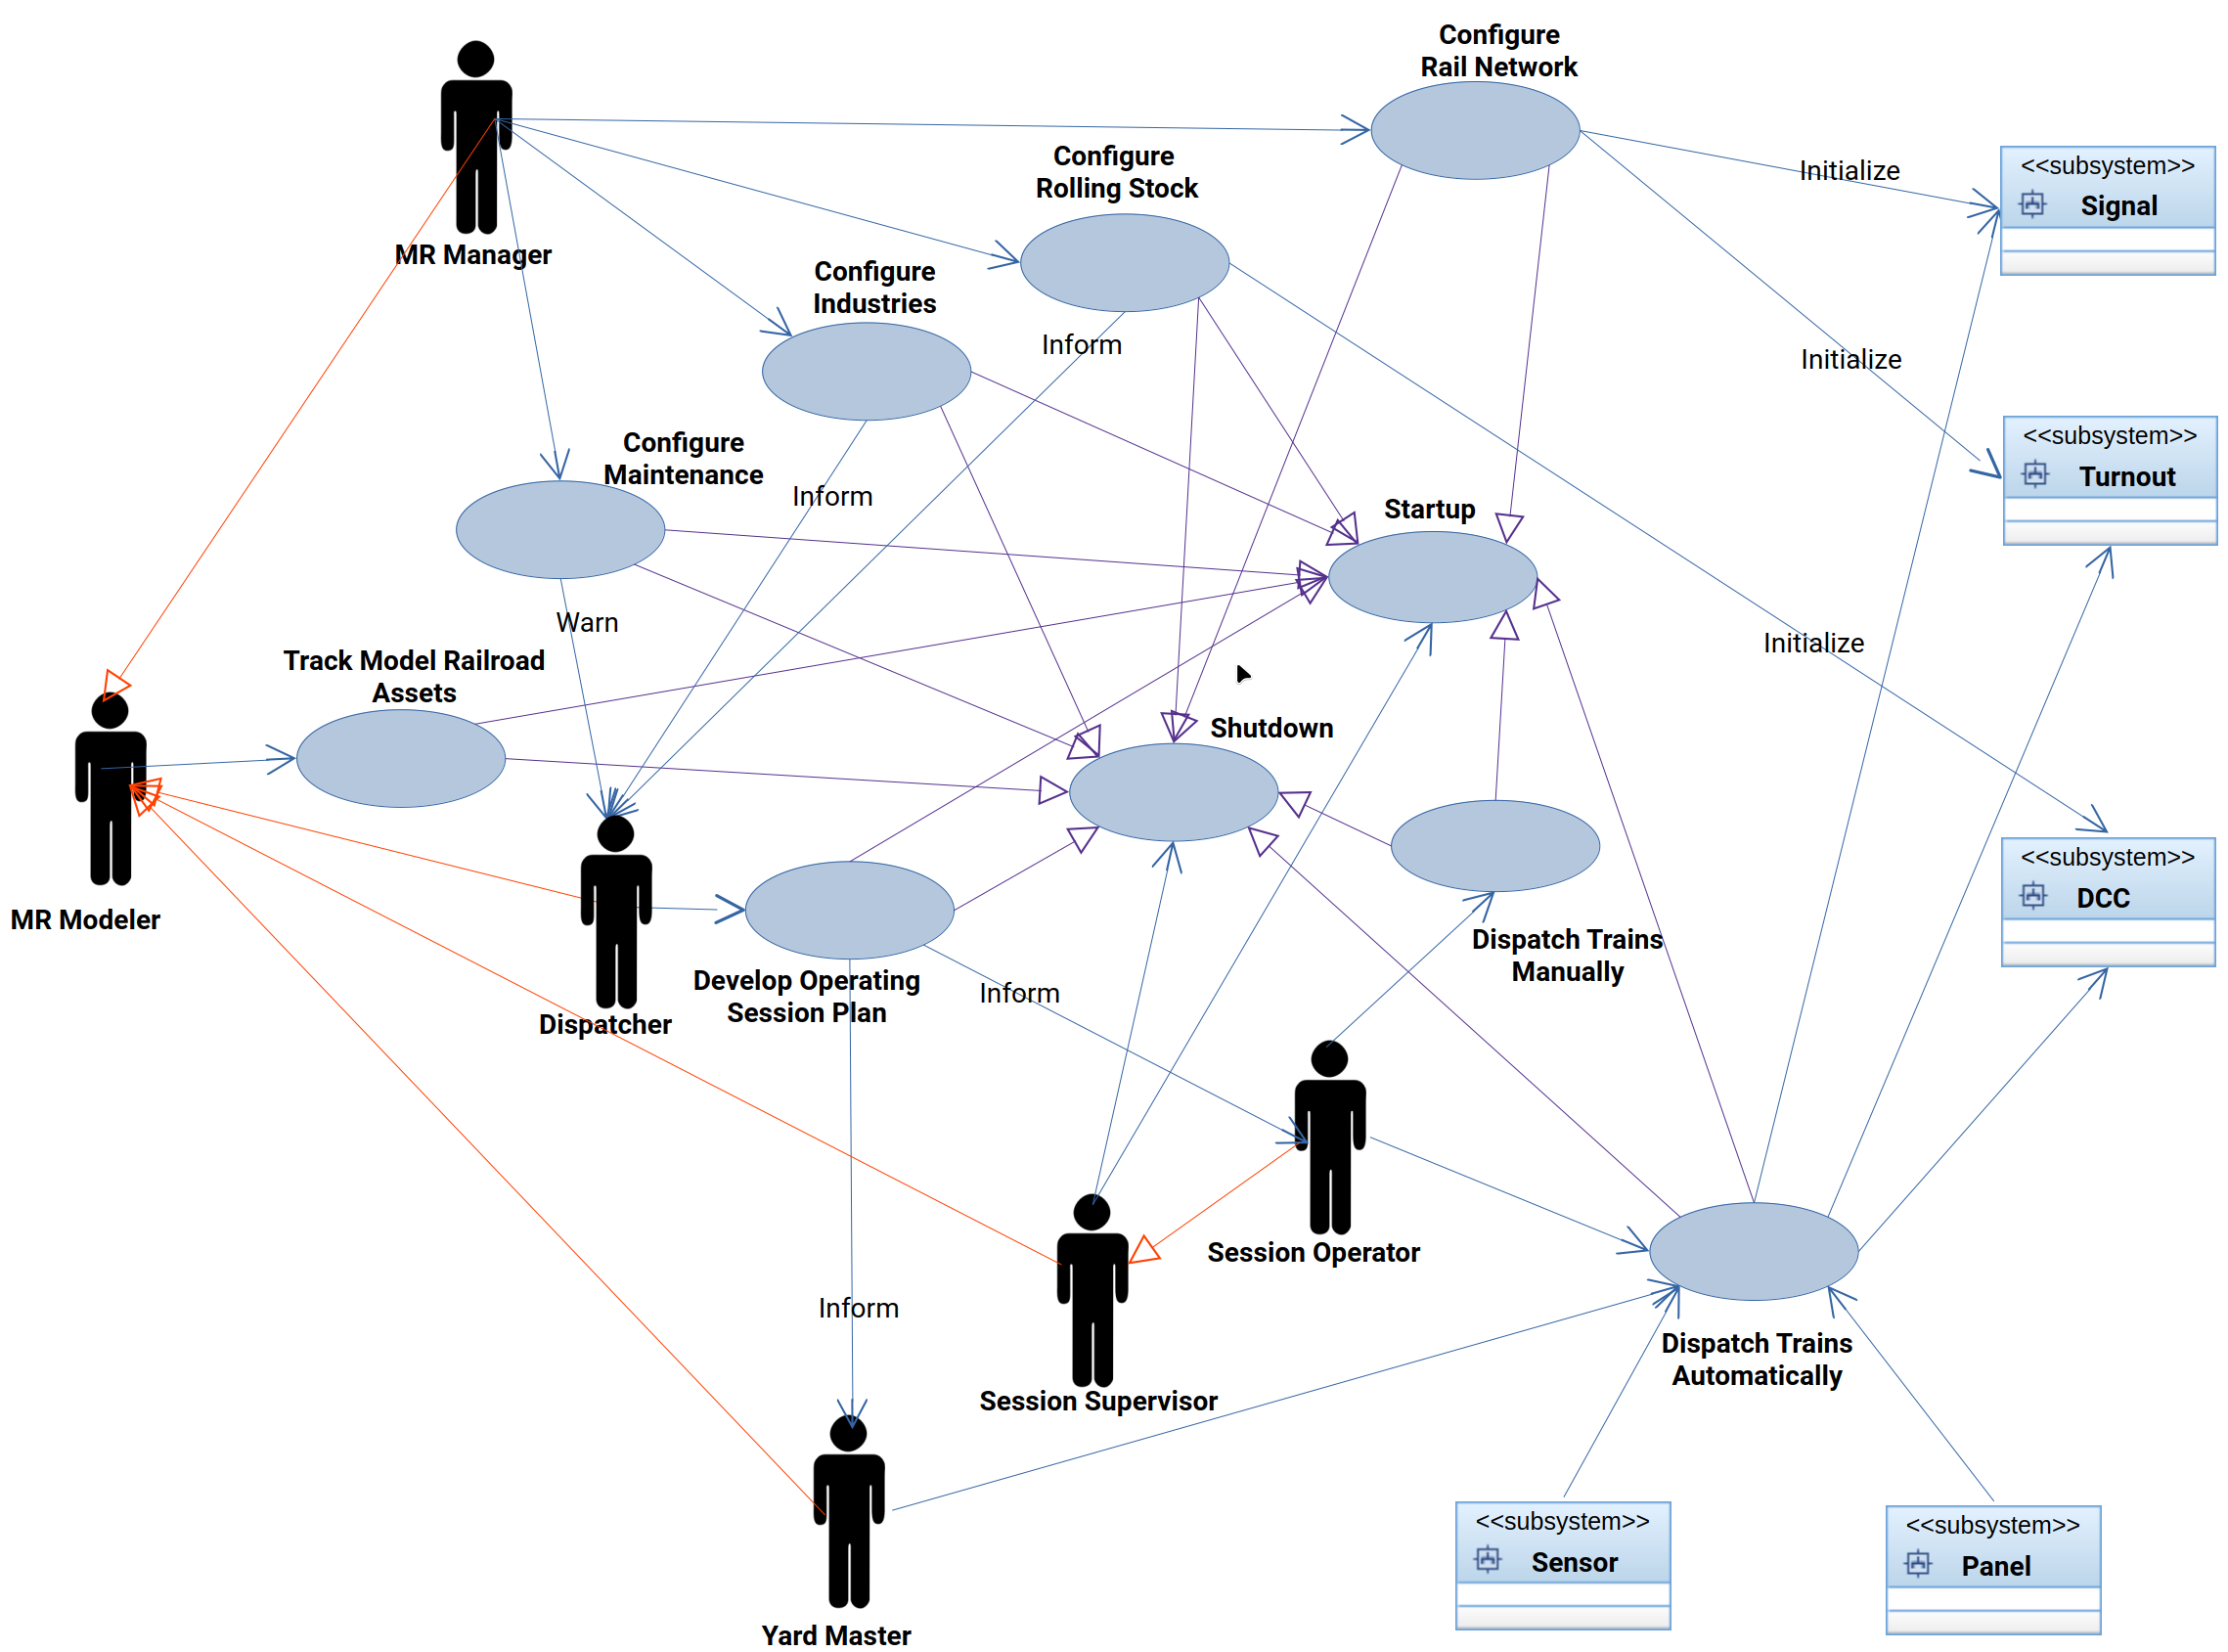 Configure
Rail Network
Configure
Rolling Stock
<<subsystem>>
Signal
Initialize
MR Manager
Configure
Industries
Inform
Initialize
Configure
Maintenance
Inform
<<subsystem>>
Turnout
Startup
Warn
Initialize
Track Model Railroad
Assets
Shutdown
<<subsystem>>
DCC
MR Modeler
Dispatch Trains
Manually
Develop Operating
Session Plan
Inform
Dispatcher
Session Operator
Inform
Dispatch Trains
Automatically
Session Supervisor
<<subsystem>>
Sensor
<<subsystem>>
Panel
Yard Master